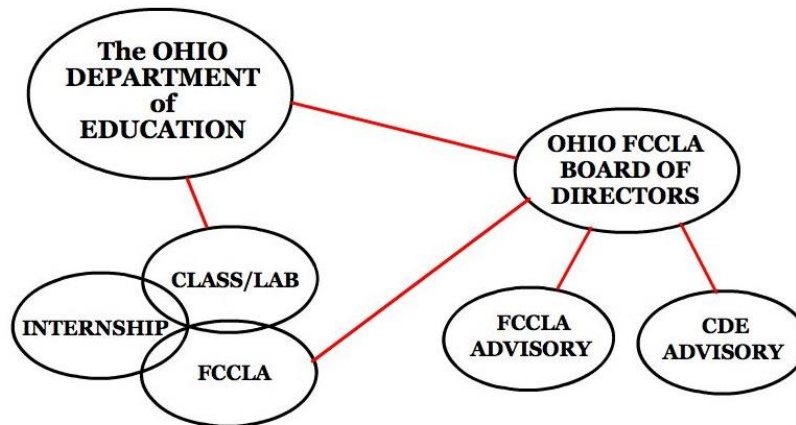 The OHIO
DEPARTMENT
of
EDUCATION
OHIO FCCLA
BOARD OF
DIRECTORS
CLASS/LAB
INTERNSHIP
FCCLA
FCCLA
ADVISORY
CDE
ADVISORY